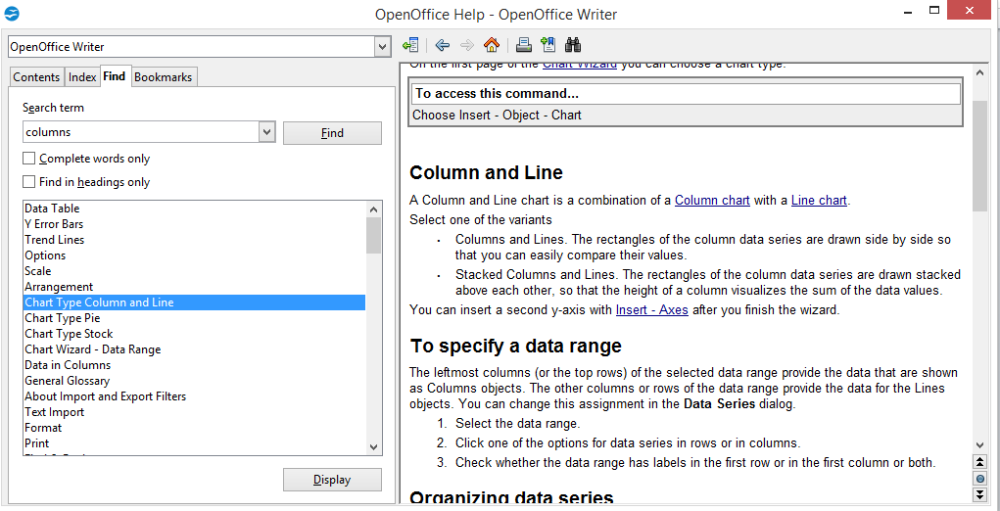 OpenOffice Help - OpenOffice Writer
OpenOffice Writer
Contents Index Find Bookmarks
Search term
columns
Find
Complete words only
Find in headings only
Data Table
Y Error Bars
Trend Lines
Options
Scale
Arrangement
Chart Type Column and Line
Chart Type Pie
Chart Type Stock
Chart Wizard - Data Range
Data in Columns
General Glossary
About Import and Export Filters
Text Import
Format
Print
Display
On the first page of the Chart Wizard you can choose a chart type.
To access this command...
Choose Insert - Object - Chart
Column and Line
A Column and Line chart is a combination of a Column chart with a Line chart.
Select one of the variants
· Columns and Lines. The rectangles of the column data series are drawn side by side so
that you can easily compare their values.
· Stacked Columns and Lines. The rectangles of the column data series are drawn stacked
above each other, so that the height of a column visualizes the sum of the data values.
You can insert a second y-axis with Insert - Axes after you finish the wizard.
To specify a data range
The leftmost columns (or the top rows) of the selected data range provide the data that are shown
as Columns objects. The other columns or rows of the data range provide the data for the Lines
objects. You can change this assignment in the Data Series dialog.
1. Select the data range.
2. Click one of the options for data series in rows or in columns.
3. Check whether the data range has labels in the first row or in the first column or both.
Organizing data series